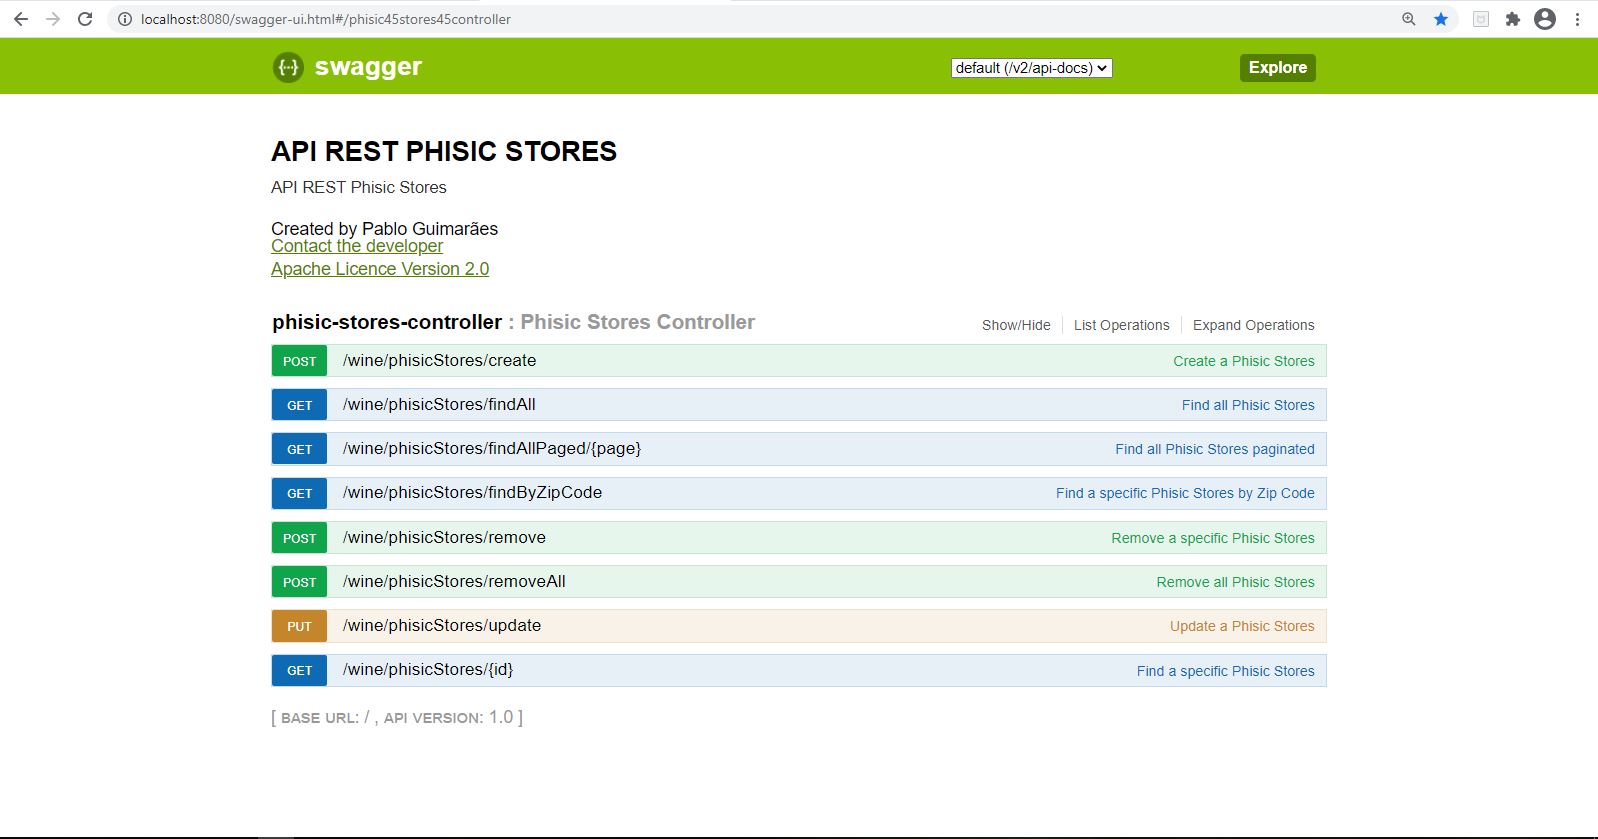 localhost:8080/swagger-ui.html#/phisic45stores45controller
{...} swagger default (/v2/api-docs) Explore
API REST PHISIC STORES
API REST Phisic Stores
Created by Pablo Guimarães
Contact the developer
Apache Licence Version 2.0
phisic-stores-controller : Phisic Stores Controller Show/Hide List Operations Expand Operations
POST /wine/phisicStores/create Create a Phisic Stores
GET /wine/phisicStores/findAll Find all Phisic Stores
GET /wine/phisicStores/findAllPaged/{page} Find all Phisic Stores paginated
GET /wine/phisicStores/findByZipCode Find a specific Phisic Stores by Zip Code
POST /wine/phisicStores/remove Remove a specific Phisic Stores
POST /wine/phisicStores/removeAll Remove all Phisic Stores
PUT /wine/phisicStores/update Update a Phisic Stores
GET /wine/phisicStores/{id} Find a specific Phisic Stores
[ BASE URL: / , API VERSION: 1.0 ]